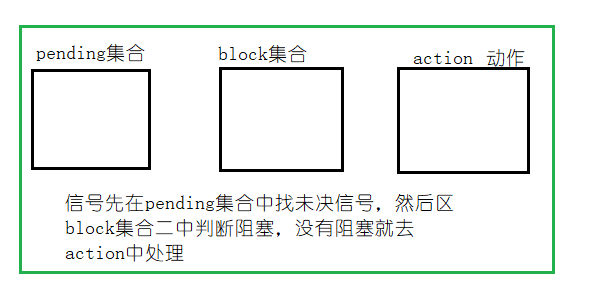 pending集合 block集合 action 动作
信号先在pending集合中找未决信号，然后区
block集合二中判断阻塞，没有阻塞就去
action中处理